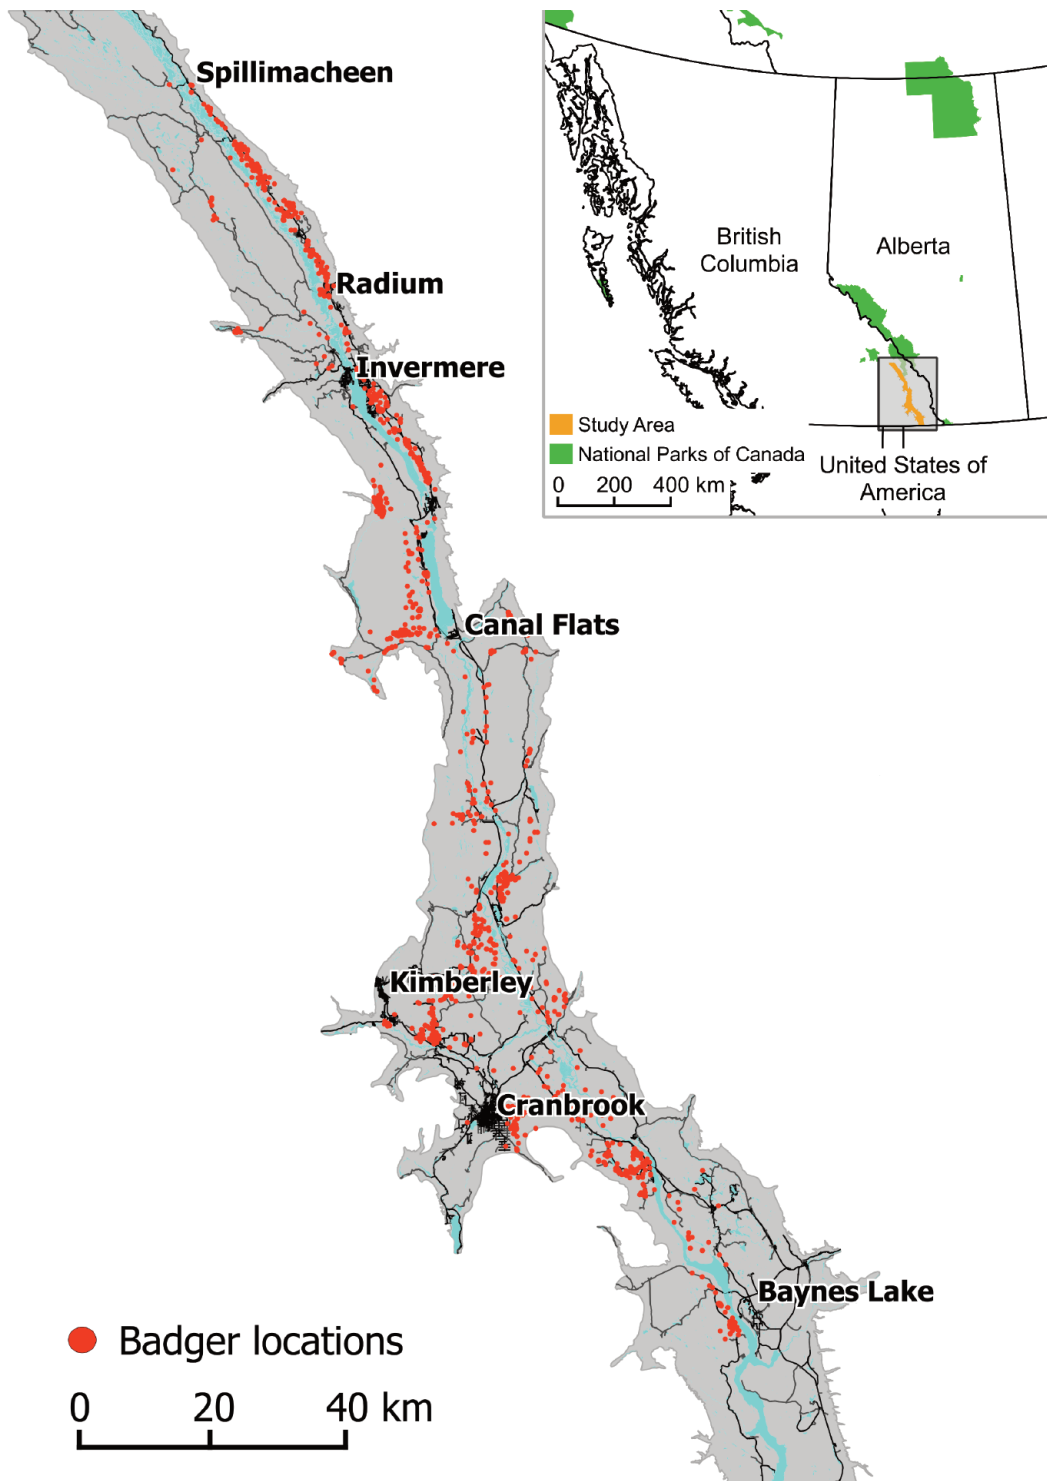 Spillimacheen
Radium
Invermere
Canal Flats
Kimberley
Cranbrook
Baynes Lake
Badger locations
0 20 40 km
British
Columbia
Alberta
Study Area
National Parks of Canada
0 200 400 km
United States of
America